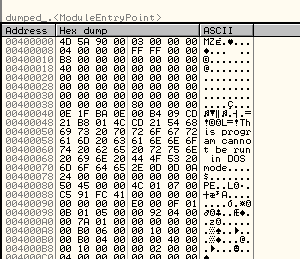 dumped_.<ModuleEntryPoint>
Address Hex dump ASCII
00400000 4D 5A 90 00 03 00 00 00 MZÉ.♥...
00400008 04 00 00 00 FF FF 00 00 ♦...  ..
00400010 B8 00 00 00 00 00 00 00 ╕.......
00400018 40 00 00 00 00 00 00 00 @.......
00400020 00 00 00 00 00 00 00 00 ........
00400028 00 00 00 00 00 00 00 00 ........
00400030 00 00 00 00 00 00 00 00 ........
00400038 00 00 00 00 80 00 00 00 ....Ç...
00400040 0E 1F BA 0E 00 B4 09 CD ♫▼║♫.┤.═
00400048 21 B8 01 4C CD 21 54 68 !╕☺L═!Th
00400050 69 73 20 70 72 6F 67 72 is progr
00400058 61 6D 20 63 61 6E 6E 6F am canno
00400060 74 20 62 65 20 72 75 6E t be run
00400068 20 69 6E 20 44 4F 53 20  in DOS
00400070 6D 6F 64 65 2E 0D 0D 0A mode....
00400078 24 00 00 00 00 00 00 00 $.......
00400080 50 45 00 00 4C 01 07 00 PE..L☺•.
00400088 C5 91 FC 41 00 00 00 00 ┼æⁿA....
00400090 00 00 00 00 E0 00 0F 01 ....α.☼☺
00400098 0B 01 05 00 00 92 04 00 ♂☺♣..Æ♦.
004000A0 00 7A 01 00 00 00 00 00 .z☺.....
004000A8 00 B0 06 00 00 10 00 00 .░♠..►..
004000B0 00 B0 04 00 00 00 40 00 .░♦...@.
004000B8 00 10 00 00 00 02 00 00 .►...☻..